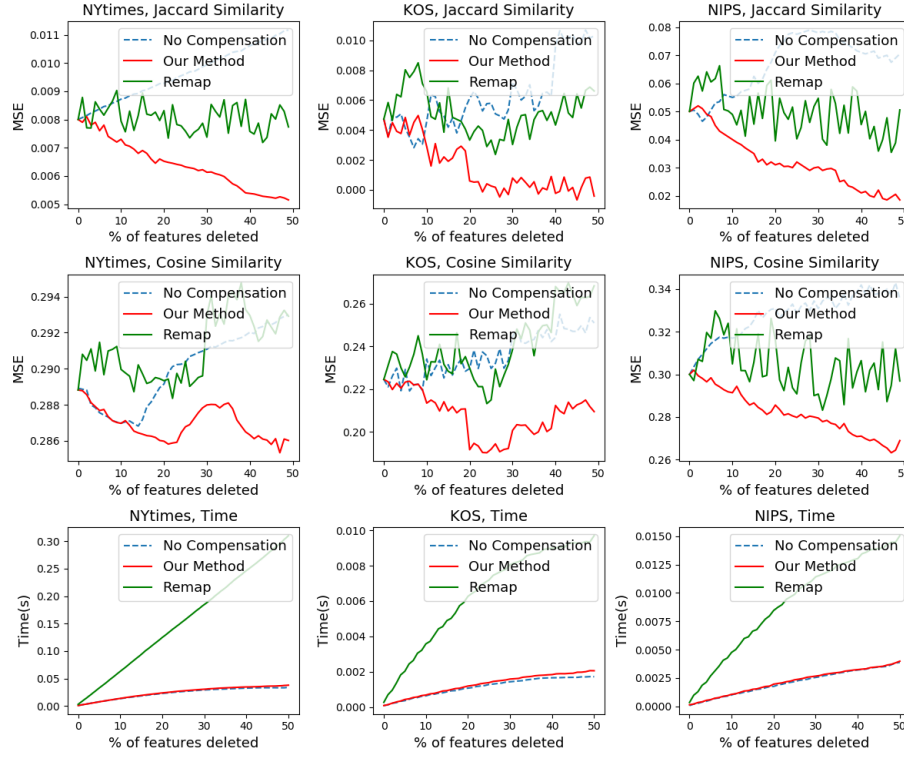 NYtimes, Jaccard Similarity
MSE
0.011
0.010
0.009
0.008
0.007
0.006
0.005
No Compensation
Our Method
Remap
0 10 20 30 40 50
% of features deleted
KOS, Jaccard Similarity
MSE
0.010
0.008
0.006
0.004
0.002
0.000
No Compensation
Our Method
Remap
0 10 20 30 40 50
% of features deleted
NIPS, Jaccard Similarity
MSE
0.08
0.07
0.06
0.05
0.04
0.03
0.02
No Compensation
Our Method
Remap
0 10 20 30 40 50
% of features deleted
NYtimes, Cosine Similarity
MSE
0.294
0.292
0.290
0.288
0.286
No Compensation
Our Method
Remap
0 10 20 30 40 50
% of features deleted
KOS, Cosine Similarity
MSE
0.26
0.24
0.22
0.20
No Compensation
Our Method
Remap
0 10 20 30 40 50
% of features deleted
NIPS, Cosine Similarity
MSE
0.34
0.32
0.30
0.28
0.26
No Compensation
Our Method
Remap
0 10 20 30 40 50
% of features deleted
NYtimes, Time
Time(s)
0.30
0.25
0.20
0.15
0.10
0.05
0.00
No Compensation
Our Method
Remap
0 10 20 30 40 50
% of features deleted
KOS, Time
Time(s)
0.010
0.008
0.006
0.004
0.002
0.000
No Compensation
Our Method
Remap
0 10 20 30 40 50
% of features deleted
NIPS, Time
Time(s)
0.0150
0.0125
0.0100
0.0075
0.0050
0.0025
0.0000
No Compensation
Our Method
Remap
0 10 20 30 40 50
% of features deleted